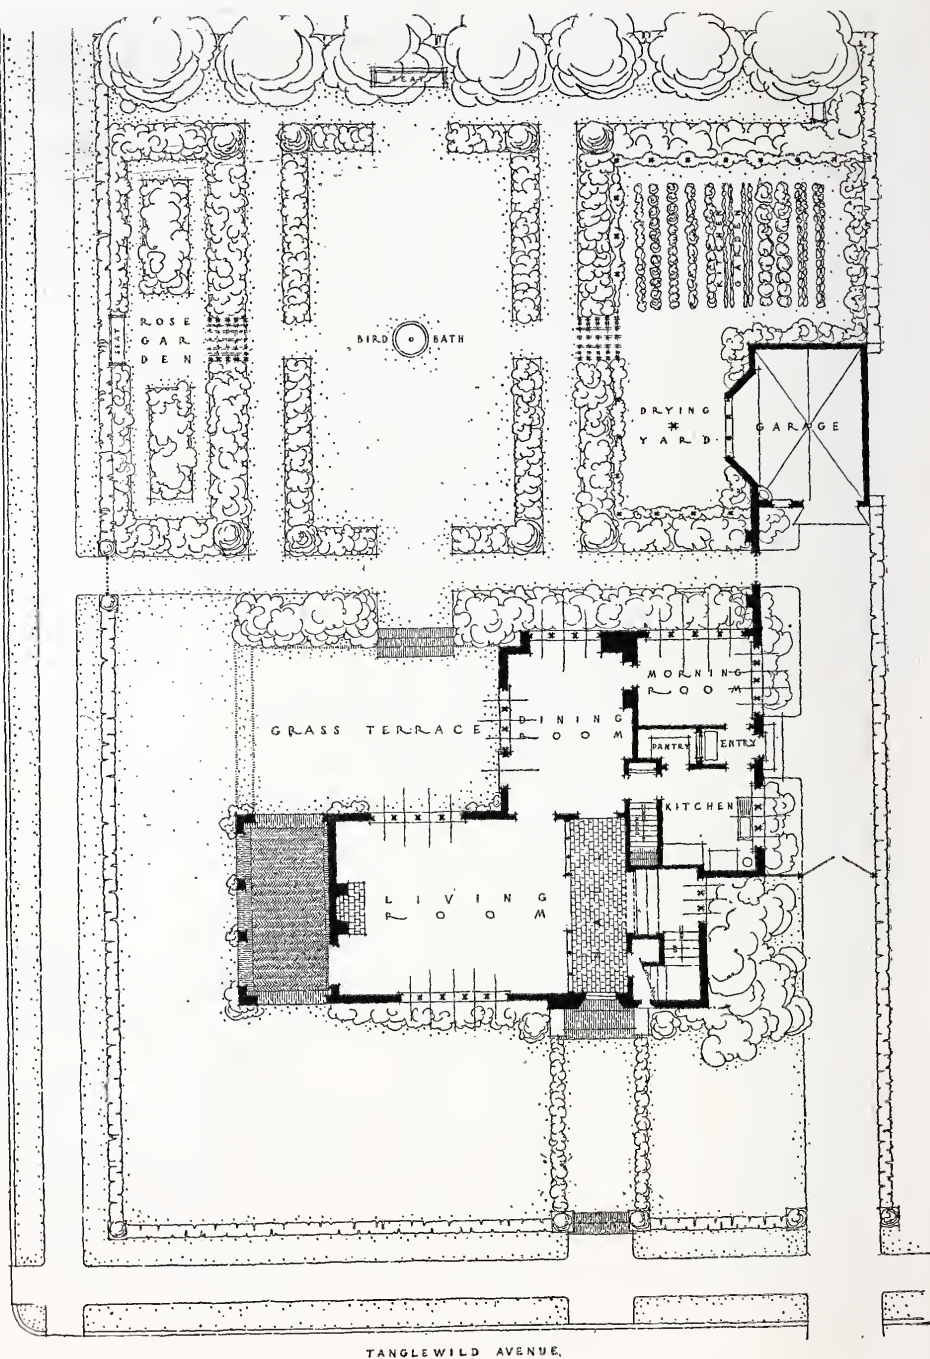 SEAT
KITCHEN
GARDEN
ROSE
GAR
DEN
SEAT
BIRD BATH
DRYING
YARD
GARAGE
MORNING
ROOM
GRASS TERRACE
DINING
ROOM
PANTRY
ENTRY
KITCHEN
LIVING
ROOM
TANGLEWILD AVENUE,